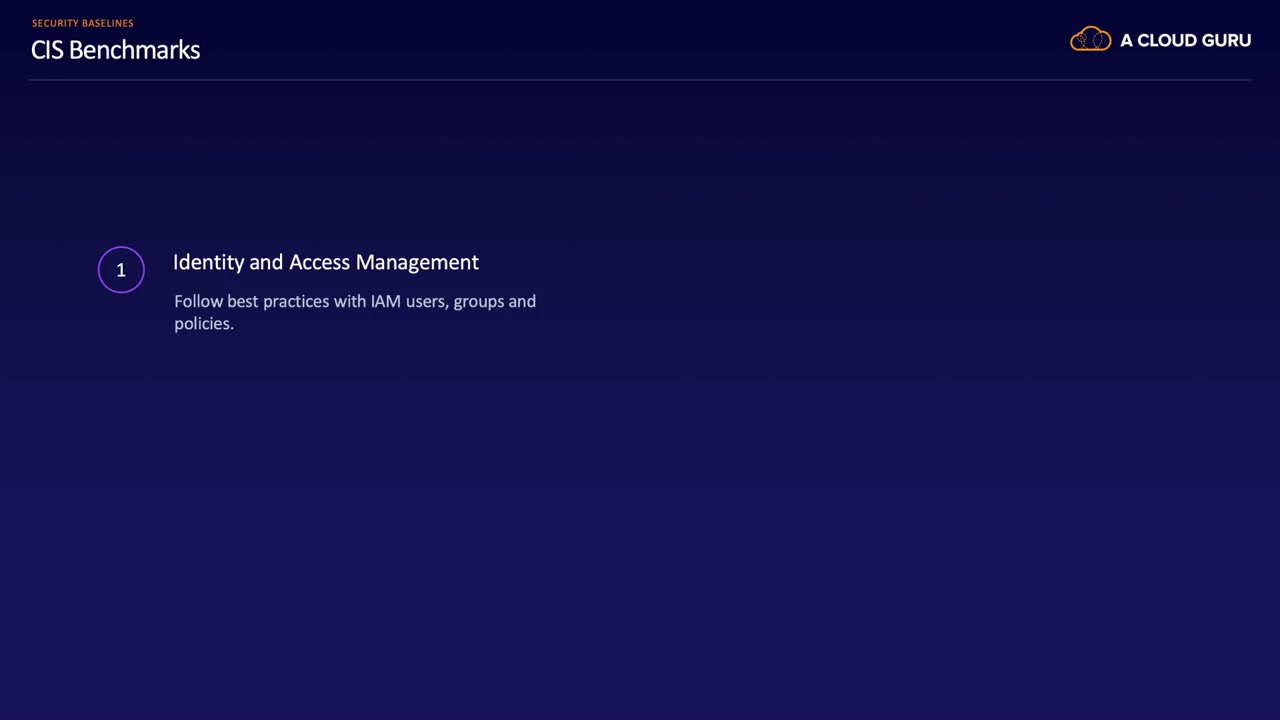 SECURITY BASELINES
CIS Benchmarks
A CLOUD GURU
1
Identity and Access Management
Follow best practices with IAM users, groups and
policies.